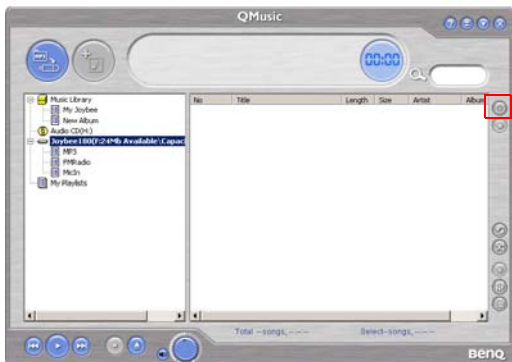 QMusic
MP3
00:00
Music Library
My Joybee
New Album
Audio CD(H:)
Joybee180(F:24Mb Available\Capac
MP3
FMRadio
MicIn
My Playlists
No Title Length Size Artist Album
Total --songs,--:--:-- Select-songs,--:--:--
BenQ